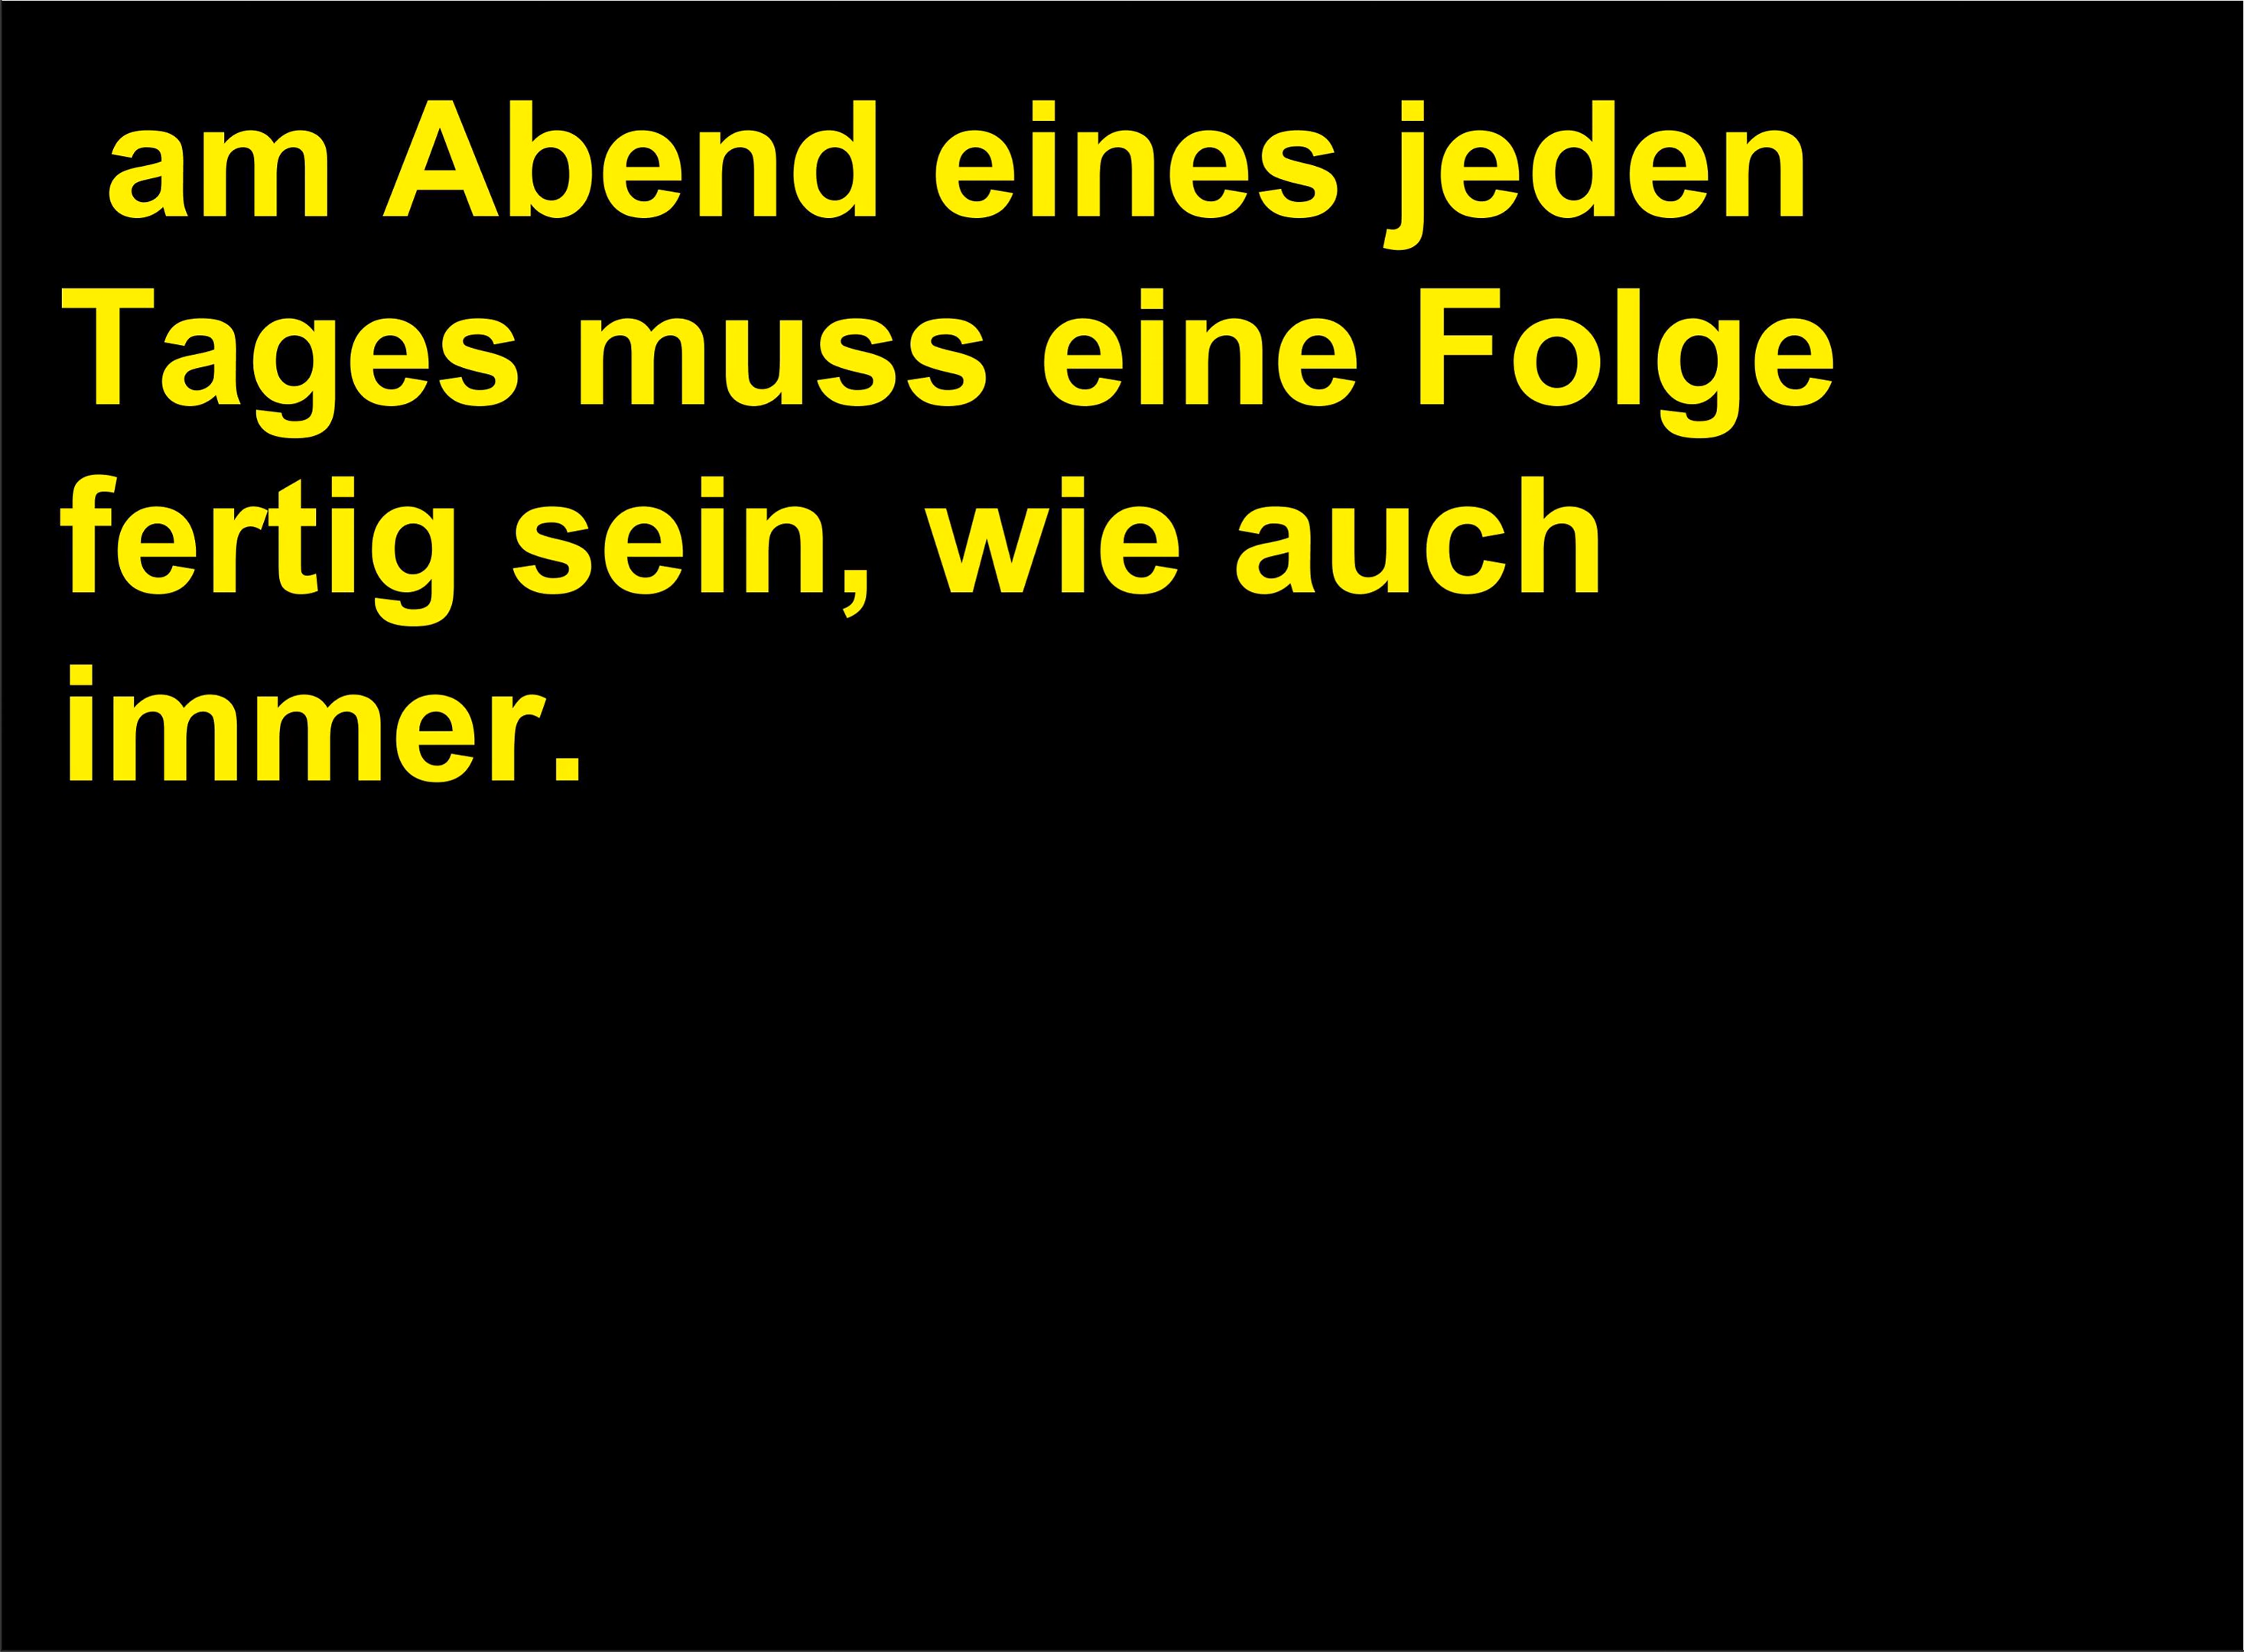 am Abend eines jeden
Tages muss eine Folge
fertig sein, wie auch
immer.